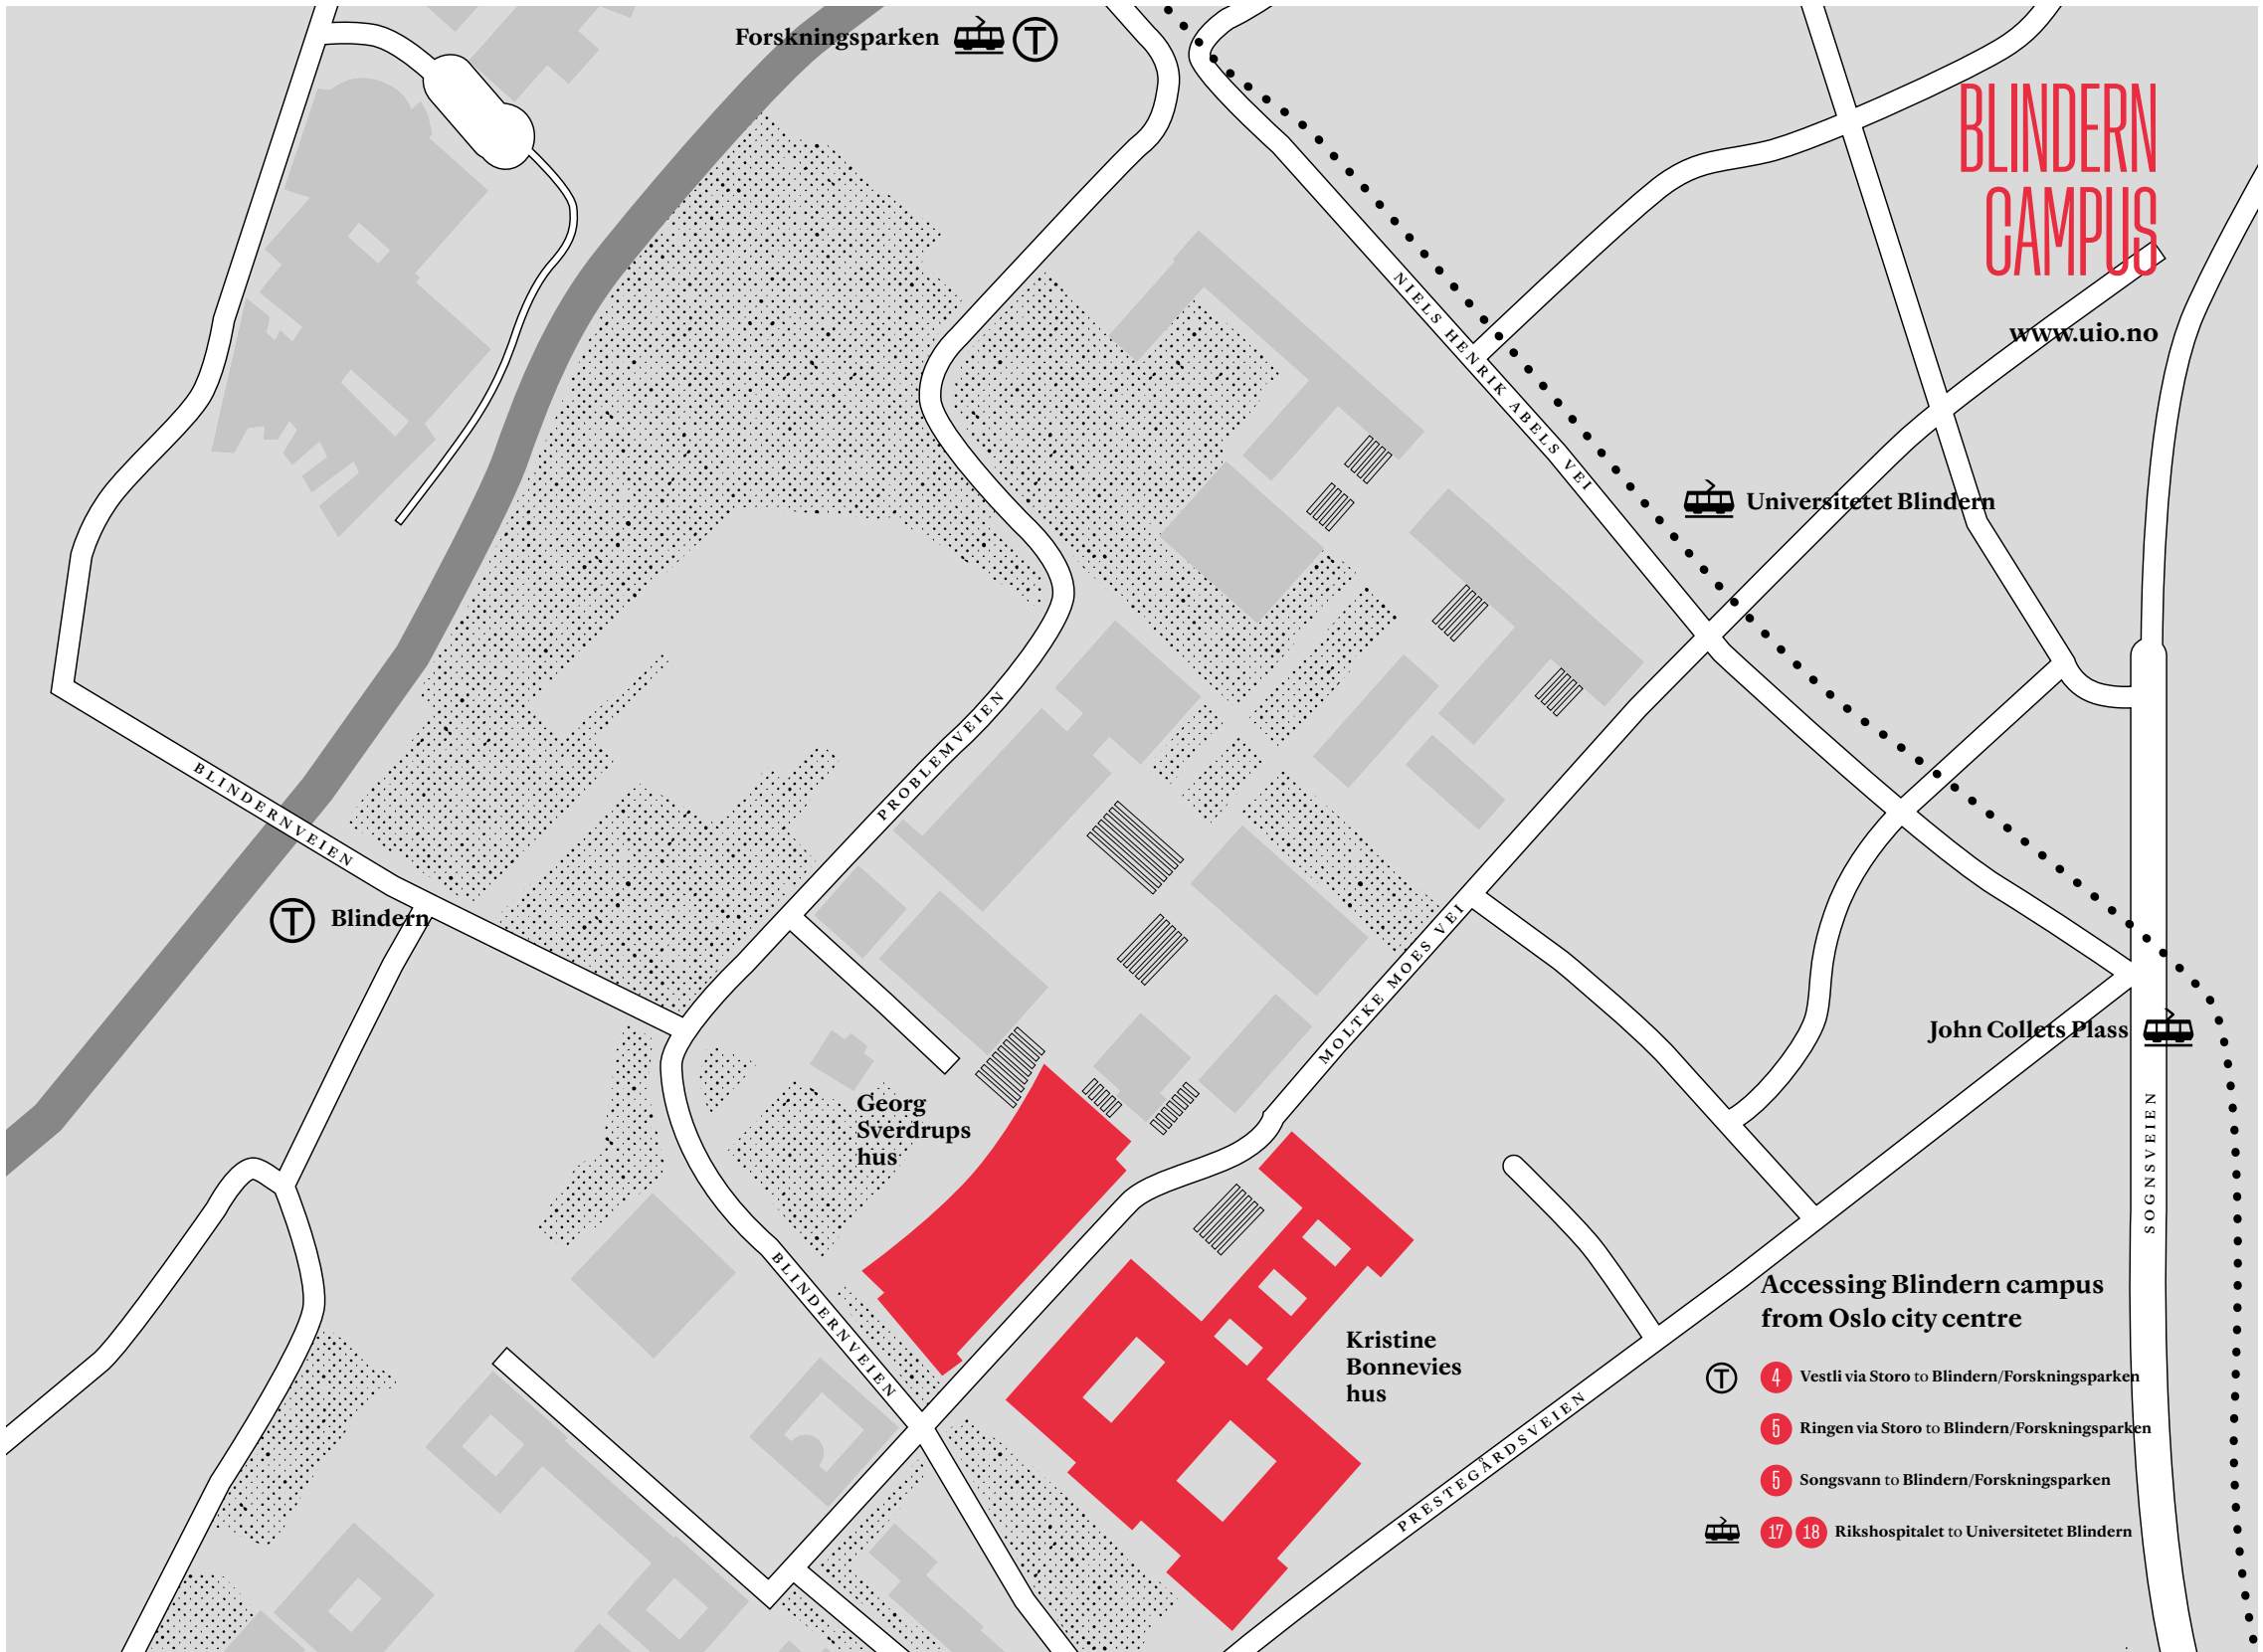 Forskningsparken
T
BLINDERN
CAMPUS
www.uio.no
NIELS HENRIK ABELS VEI
Universitetet Blindern
PROBLEMVEIEN
BLINDERNVEIEN
T
Blindern
MOLTKE MOES VEI
John Collets Plass
SOGNSVEIEN
Georg
Sverdrups
hus
BLINDERNVEIEN
Kristine
Bonnevies
hus
PRESTEGÅRDSVEIEN
Accessing Blindern campus
from Oslo city centre
T 4 Vestli via Storo to Blindern/Forskningsparken
5 Ringen via Storo to Blindern/Forskningsparken
5 Songsvann to Blindern/Forskningsparken
17 18 Rikshospitalet to Universitetet Blindern